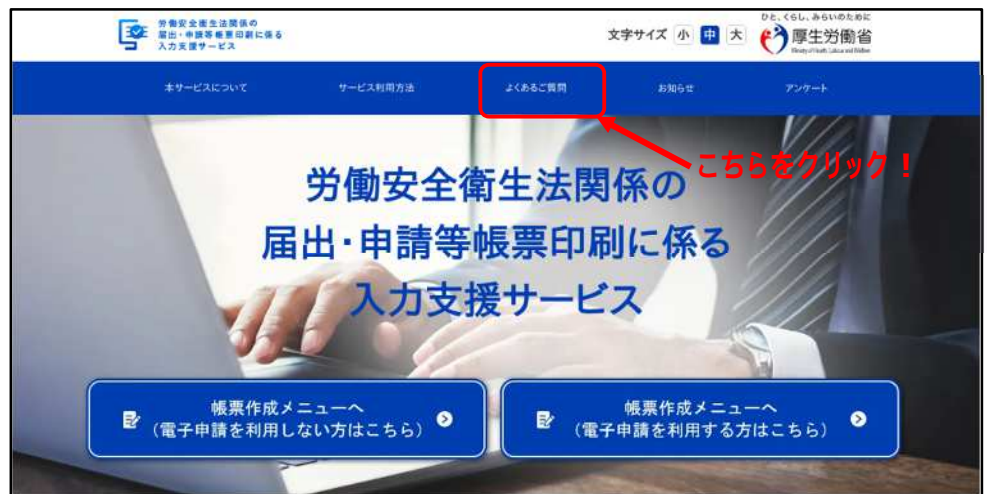 労働安全衛生法関係の
届出・申請等帳票印刷に係る
入力支援サービス
文字サイズ 小 中 大
ひと、くらし、みらいのために
厚生労働省
Ministry of Health, Labour and Welfare
本サービスについて
サービス利用方法
よくあるご質問
お知らせ
アンケート
こちらをクリック！
労働安全衛生法関係の
届出・申請等帳票印刷に係る
入力支援サービス
帳票作成メニューへ
（電子申請を利用しない方はこちら）
帳票作成メニューへ
（電子申請を利用する方はこちら）